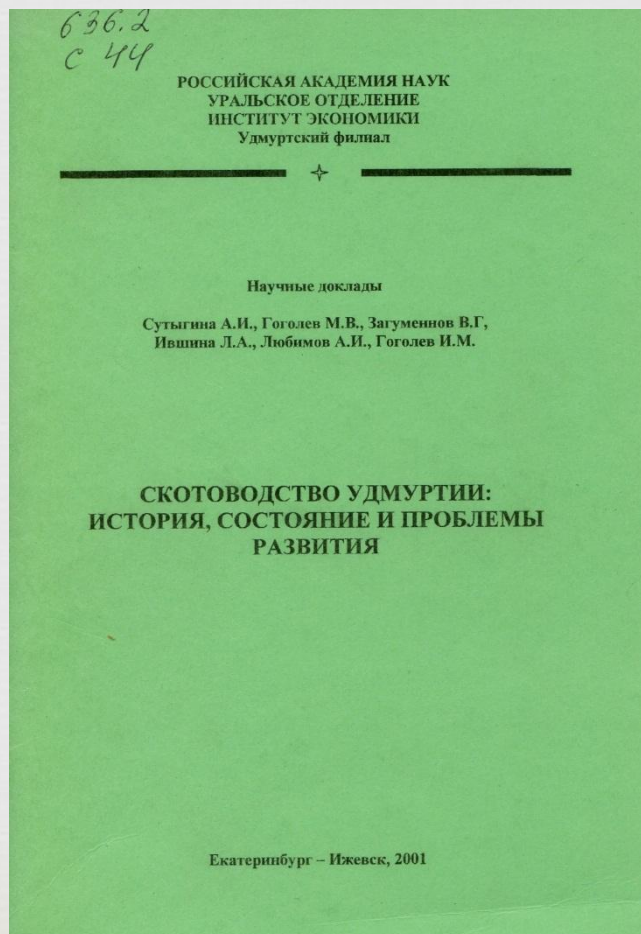 636.2
С 44
РОССИЙСКАЯ АКАДЕМИЯ НАУК
УРАЛЬСКОЕ ОТДЕЛЕНИЕ
ИНСТИТУТ ЭКОНОМИКИ
Удмуртский филиал
Научные доклады
Сутыгина А.И., Гоголев М.В., Загуменнов В.Г,
Ившина Л.А., Любимов А.И., Гоголев И.М.
СКОТОВОДСТВО УДМУРТИИ:
ИСТОРИЯ, СОСТОЯНИЕ И ПРОБЛЕМЫ
РАЗВИТИЯ
Екатеринбург – Ижевск, 2001